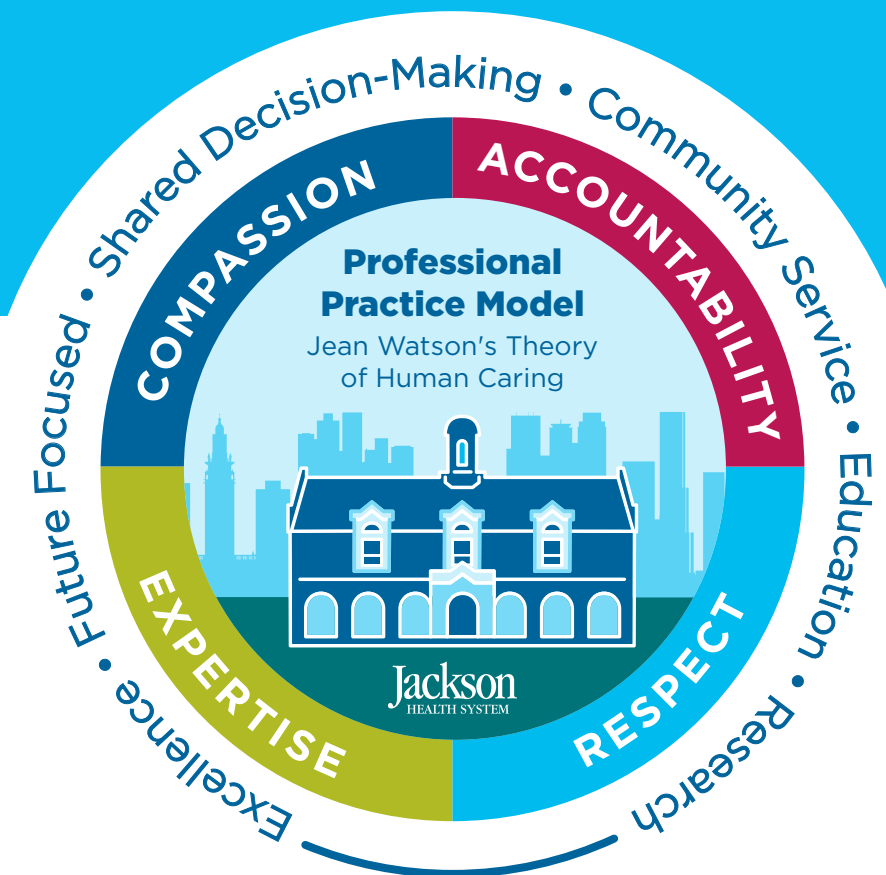 Excellence • Future Focused • Shared Decision-Making • Community Service • Education • Research
COMPASSION
ACCOUNTABILITY
Professional
Practice Model
Jean Watson's Theory
of Human Caring
EXPERTISE
RESPECT
Jackson
HEALTH SYSTEM